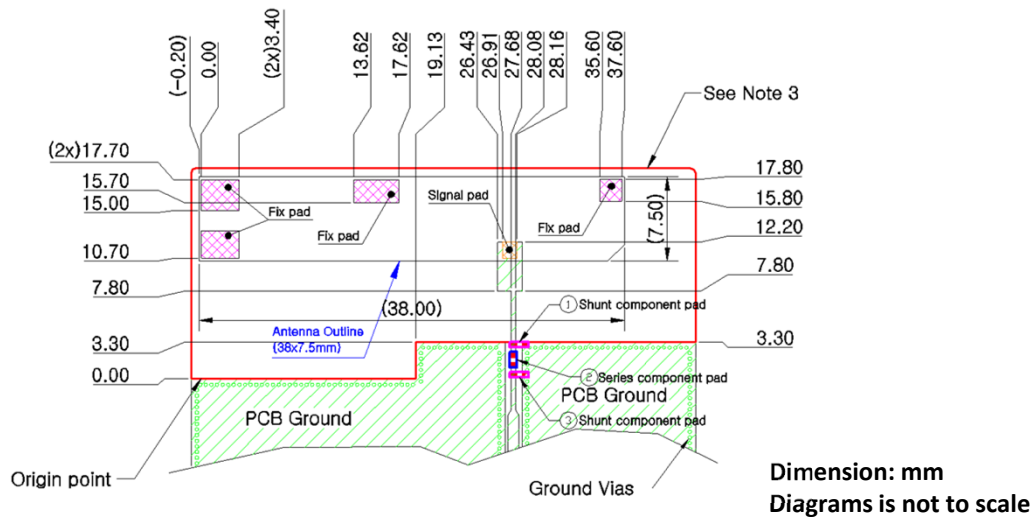 (-0.20)
0.00
(2x)3.40
13.62
17.62
19.13
26.43
26.91
27.68
28.08
28.16
35.60
37.60
See Note 3
(2x)17.70
15.70
15.00
10.70
7.80
3.30
0.00
17.80
15.80
12.20
7.80
3.30
Fix pad
Fix pad
Signal pad
Fix pad
(7.50)
(38.00)
Antenna Outline
(38x7.5mm)
1 Shunt component pad
2 Series component pad
3 Shunt component pad
PCB Ground
PCB Ground
Origin point
Ground Vias
Dimension: mm
Diagrams is not to scale